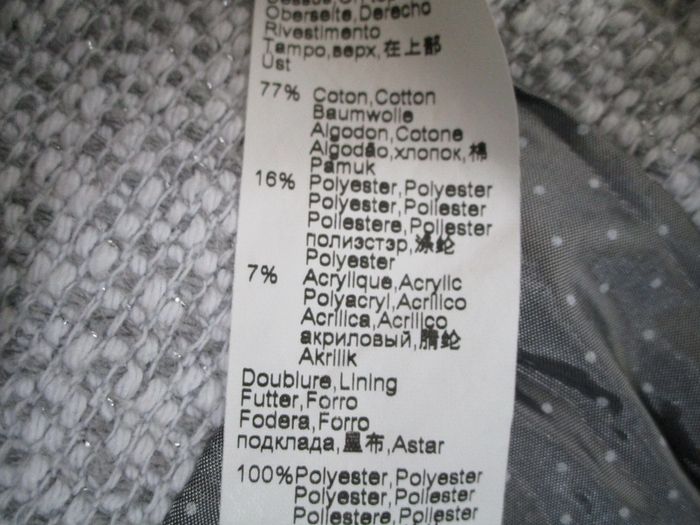 Oberseite,Derecho
Rivestimento
Tampo,верх,在上部
Üst
77% Coton,Cotton
Baumwolle
Algodon,Cotone
Algodão,хлопок,棉
Pamuk
16% Polyester,Polyester
Polyester,Poliester
Poliestere,Poliester
полиэстэр,涤纶
Polyester
7% Acrylique,Acrylic
Polyacryl,Acrílico
Acrilica,Acrilico
акриловый,腈纶
Akrilik
Doublure,Lining
Futter,Forro
Fodera,Forro
подклада,里布,Astar
100%Polyester,Polyester
Polyester,Poliester
Poliestere,Poliester